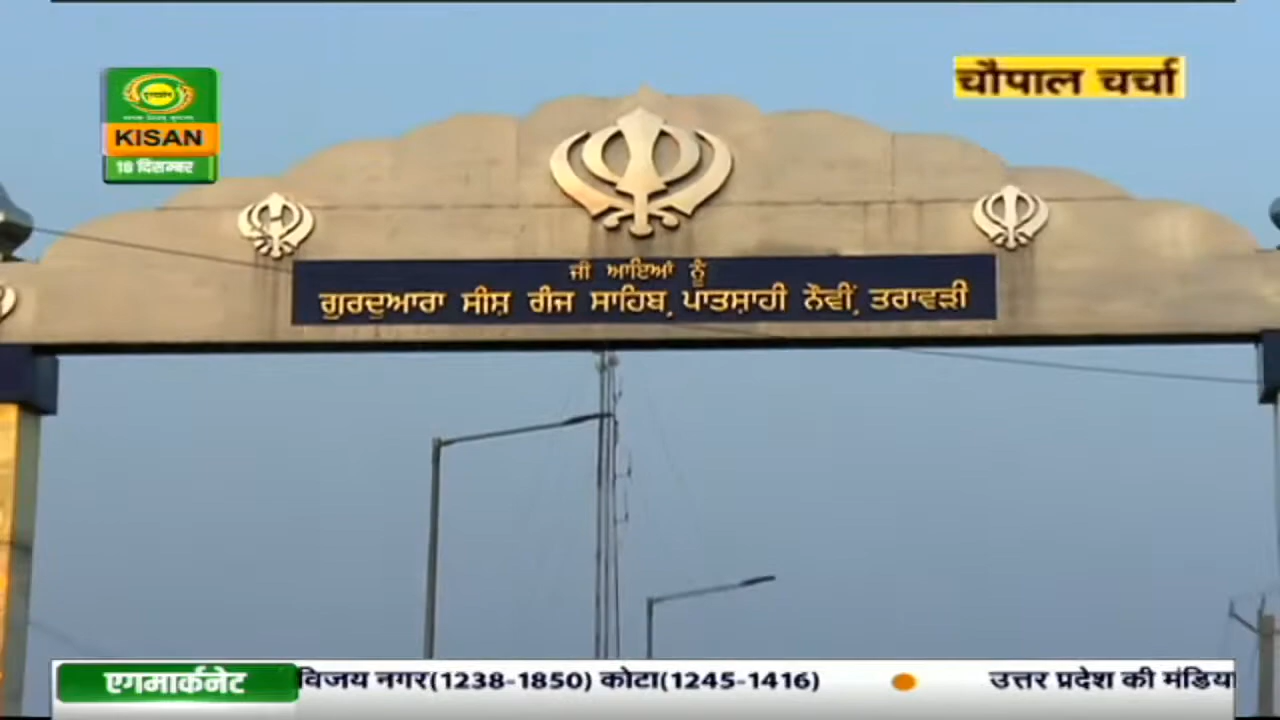 चौपाल चर्चा
KISAN
18 दिसम्बर
ਜੀ ਆਇਆਂ ਨੂੰ
ਗੁਰਦੁਆਰਾ ਸੀਸ਼ ਗੰਜ ਸਾਹਿਬ, ਪਾਤਸ਼ਾਹੀ ਨੌਵੀਂ, ਤਰਾਵੜੀ
एगमार्कनेट विजय नगर(1238-1850) कोटा(1245-1416) उत्तर प्रदेश की मंडिया